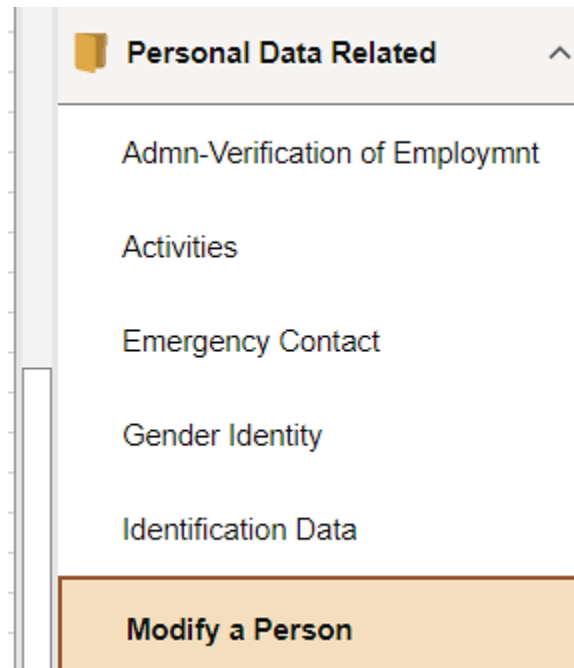 Personal Data Related
Admn-Verification of Employmnt
Activities
Emergency Contact
Gender Identity
Identification Data
Modify a Person